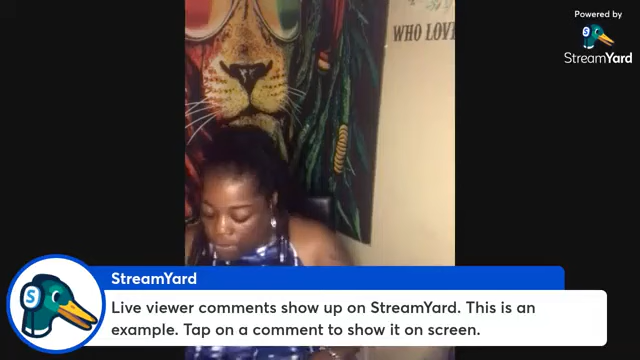 WHO LOVE
Powered by
StreamYard
StreamYard
Live viewer comments show up on StreamYard. This is an
example. Tap on a comment to show it on screen.